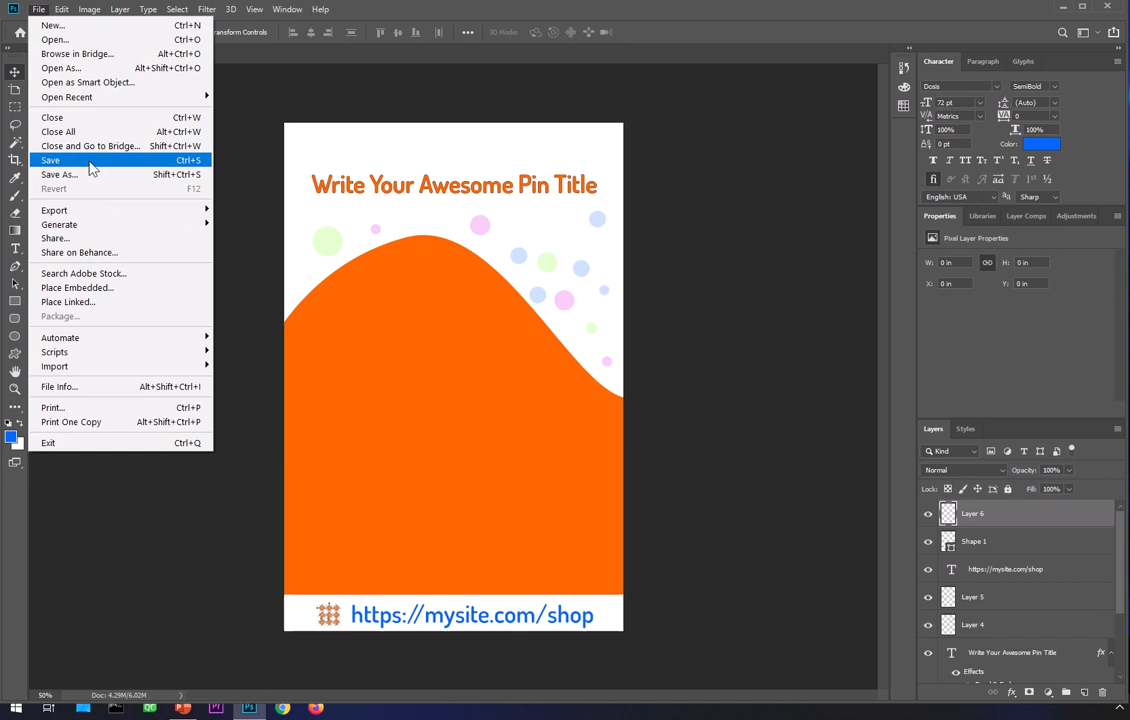 Ps File Edit Image Layer Type Select Filter 3D View Window Help
ransform Controls 3D Mode:
New... Ctrl+N
Open... Ctrl+O
Browse in Bridge... Alt+Ctrl+O
Open As... Alt+Shift+Ctrl+O
Open as Smart Object...
Open Recent
Close Ctrl+W
Close All Alt+Ctrl+W
Close and Go to Bridge... Shift+Ctrl+W
Save Ctrl+S
Save As... Shift+Ctrl+S
Revert F12
Export
Generate
Share...
Share on Behance...
Search Adobe Stock...
Place Embedded...
Place Linked...
Package...
Automate
Scripts
Import
File Info... Alt+Shift+Ctrl+I
Print... Ctrl+P
Print One Copy Alt+Shift+Ctrl+P
Exit Ctrl+Q
Write Your Awesome Pin Title
https://mysite.com/shop
Character Paragraph Glyphs
Dosis SemiBold
72 pt (Auto)
Metrics 0
100% 100%
0 pt Color:
English: USA Sharp
Properties Libraries Layer Comps Adjustments
Pixel Layer Properties
W: 0 in H: 0 in
X: 0 in Y: 0 in
Layers Styles
Kind
Normal Opacity: 100%
Lock: Fill: 100%
Layer 6
Shape 1
https://mysite.com/shop
Layer 5
Layer 4
Write Your Awesome Pin Title fx
Effects
50% Doc: 4.29M/6.02M